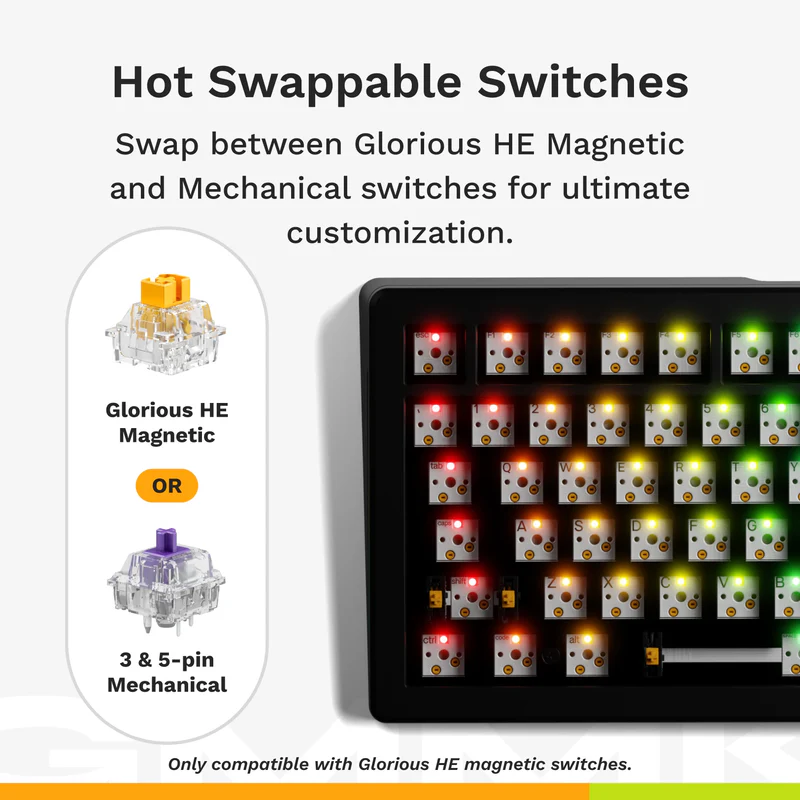 Hot Swappable Switches
Swap between Glorious HE Magnetic
and Mechanical switches for ultimate
customization.
Glorious HE
Magnetic
OR
3 & 5-pin
Mechanical
esc F1 F2 F3 F4 F5 F6
1 2 3 4 5 6
tab Q W E R T Y
caps A S D F G
shift Z X C V B
ctrl alt
Only compatible with Glorious HE magnetic switches.
GMMK